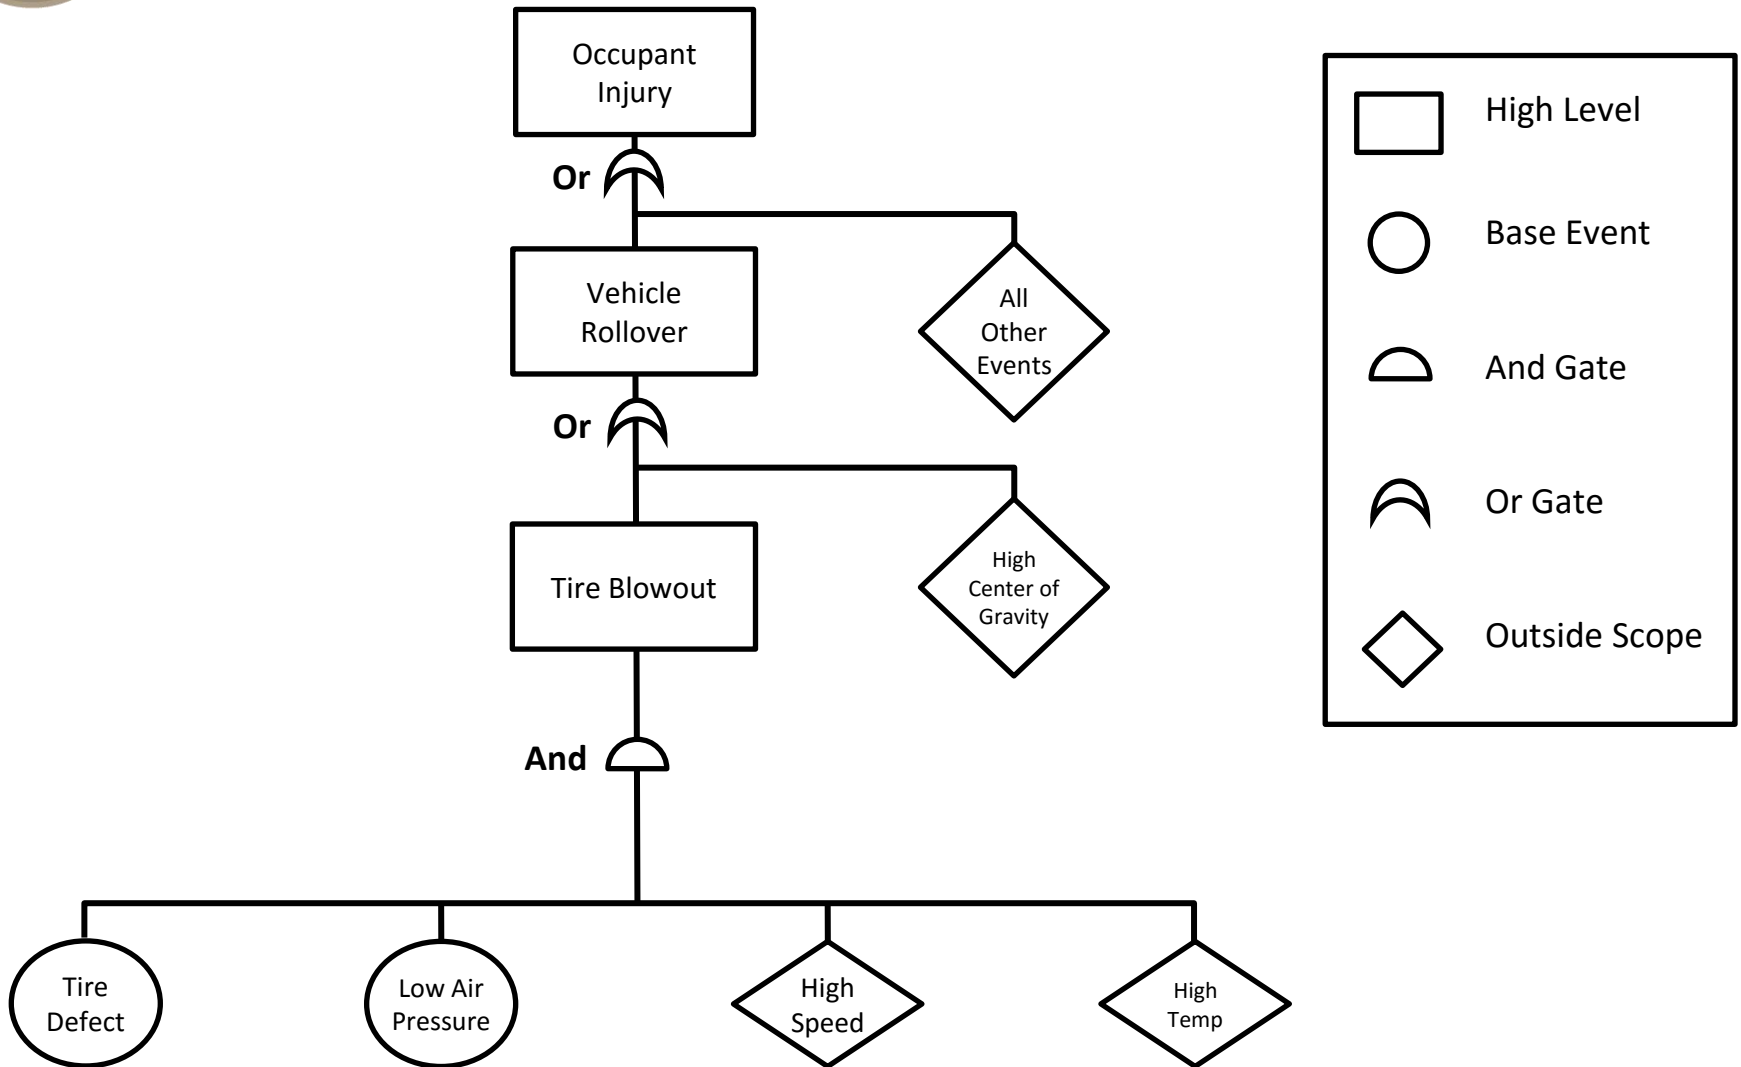 Occupant
Injury
Or
Vehicle
Rollover
All
Other
Events
Or
Tire Blowout
High
Center of
Gravity
And
Tire
Defect
Low Air
Pressure
High
Speed
High
Temp
High Level
Base Event
And Gate
Or Gate
Outside Scope